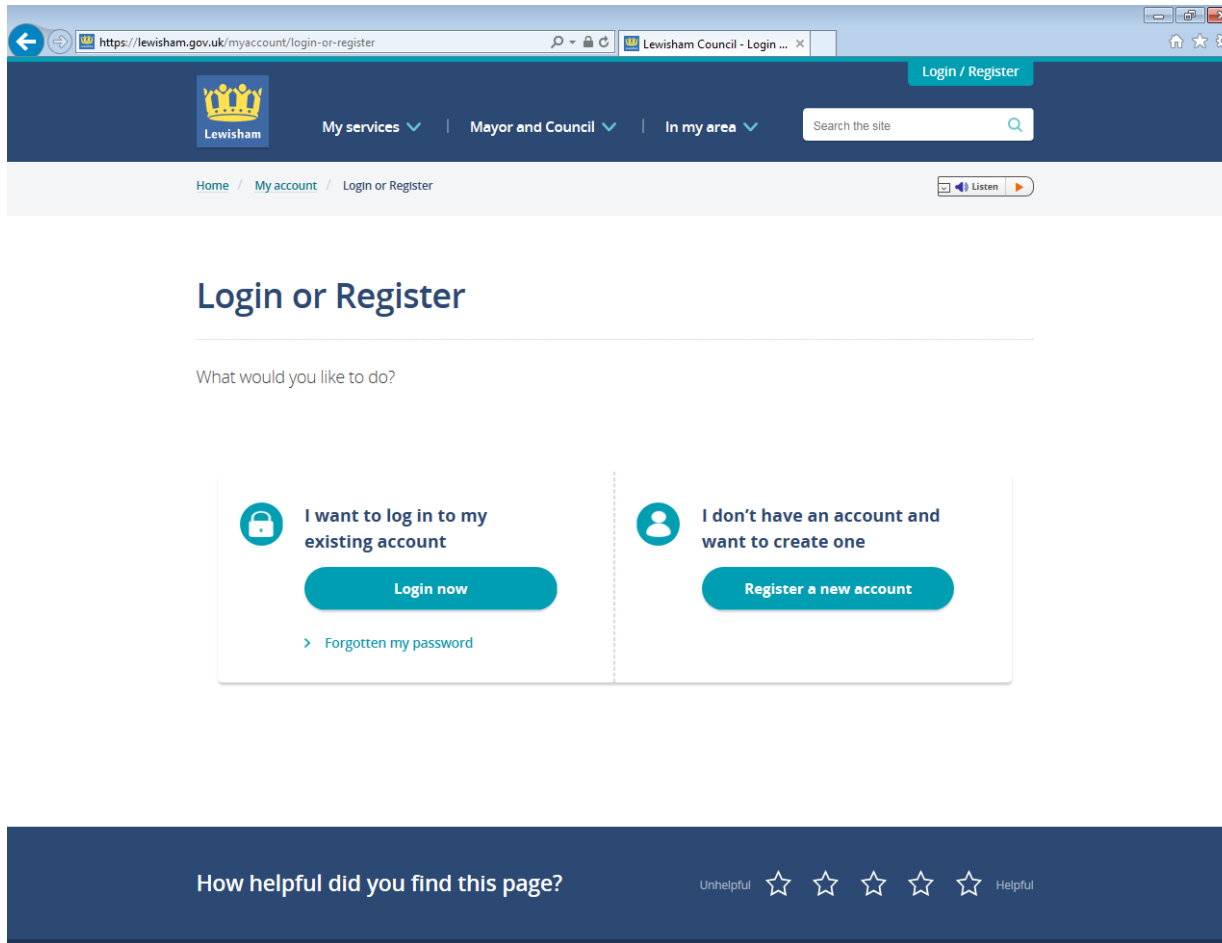 https://lewisham.gov.uk/myaccount/login-or-register
Lewisham Council - Login ...
Login / Register
Lewisham
My services
Mayor and Council
In my area
Search the site
Home / My account / Login or Register
Listen
Login or Register
What would you like to do?
I want to log in to my
existing account
Login now
Forgotten my password
I don’t have an account and
want to create one
Register a new account
How helpful did you find this page?
Unhelpful
Helpful